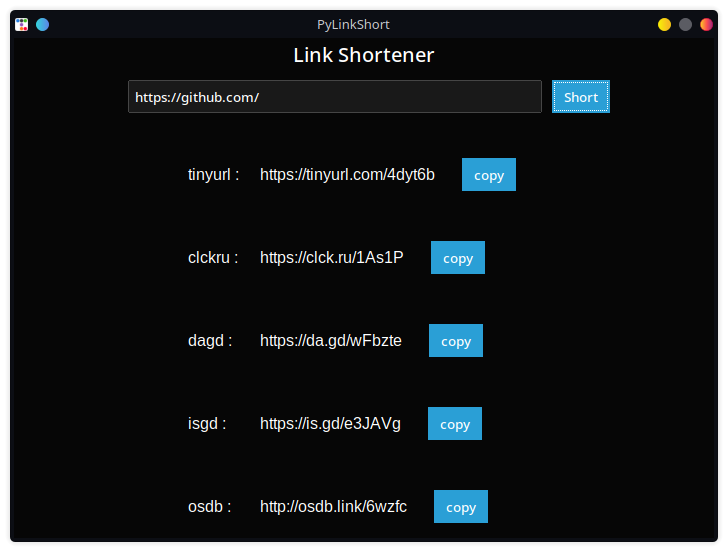 PyLinkShort
Link Shortener
https://github.com/ Short
tinyurl : https://tinyurl.com/4dyt6b copy
clckru : https://clck.ru/1As1P copy
dagd : https://da.gd/wFbzte copy
isgd : https://is.gd/e3JAVg copy
osdb : http://osdb.link/6wzfc copy